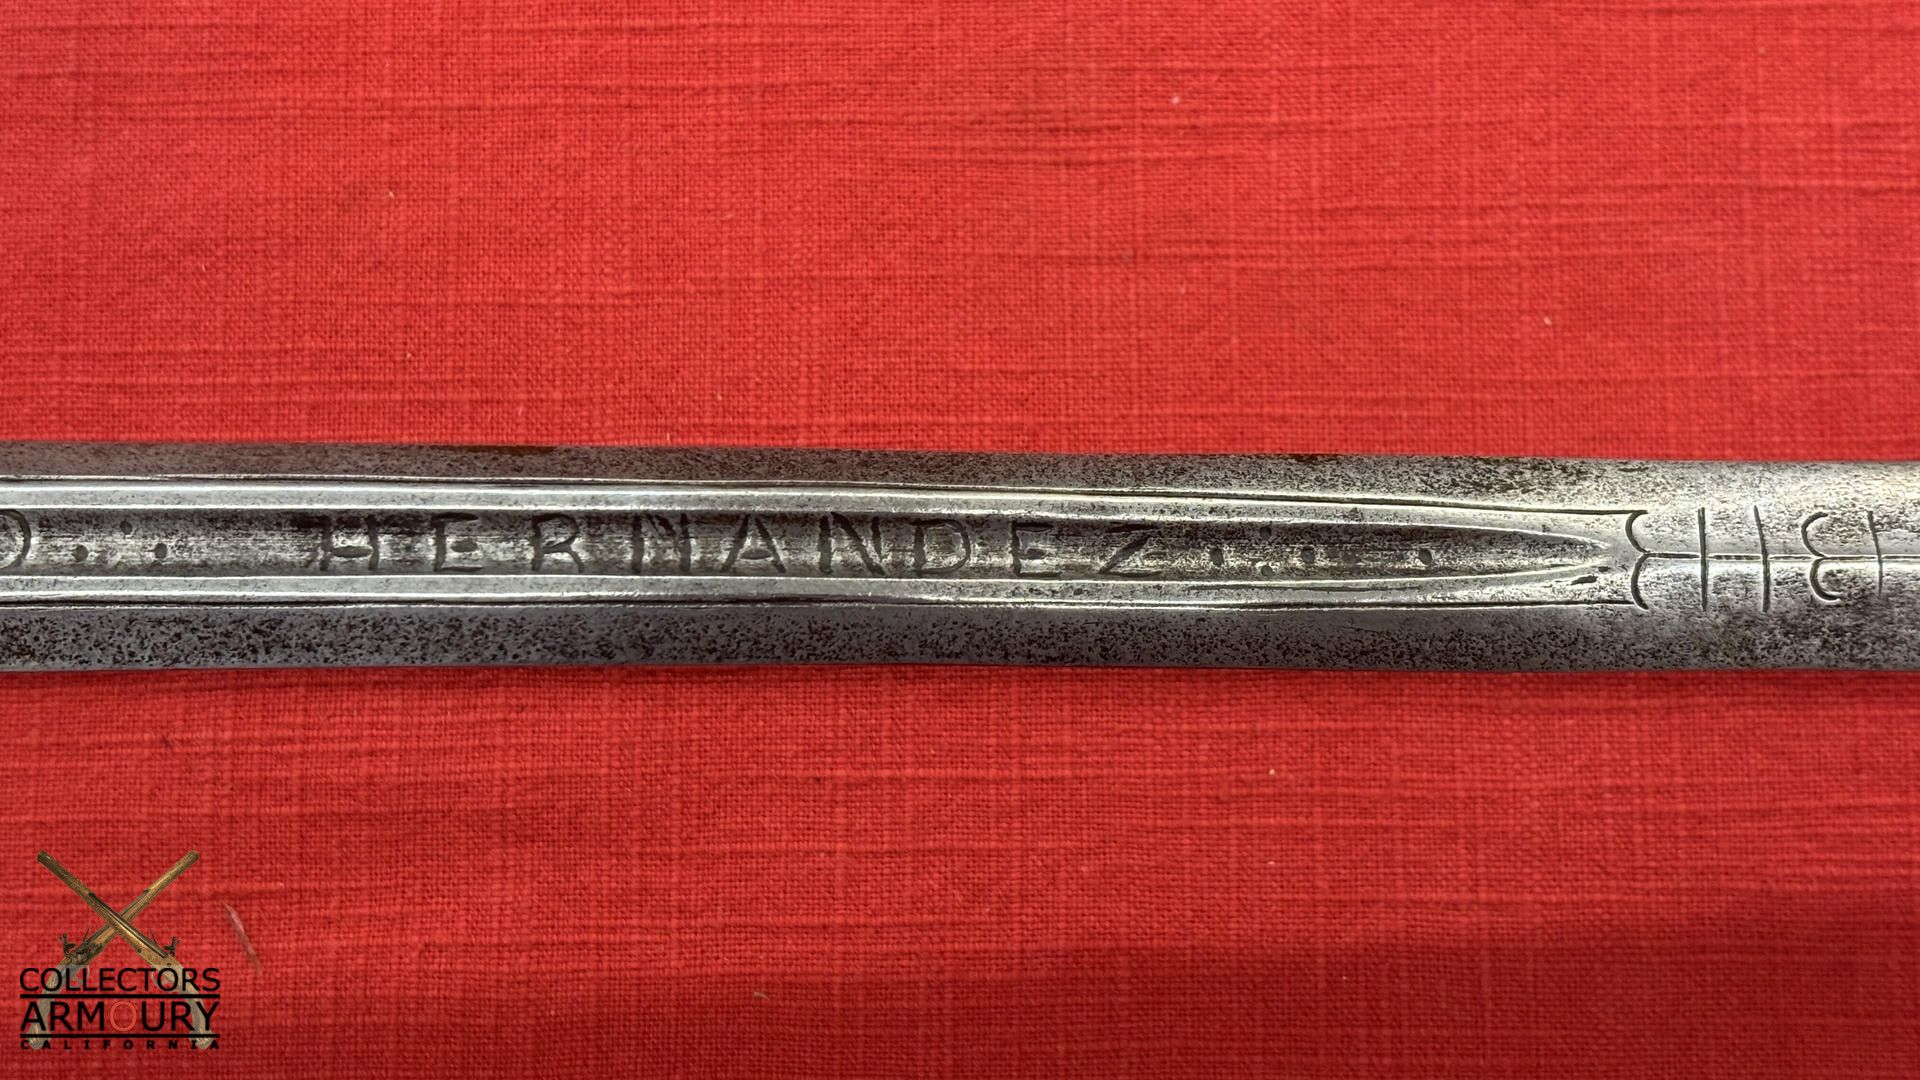 O .·. HERNANDEZ .:·. .
COLLECTORS
ARMOURY
CALIFORNIA